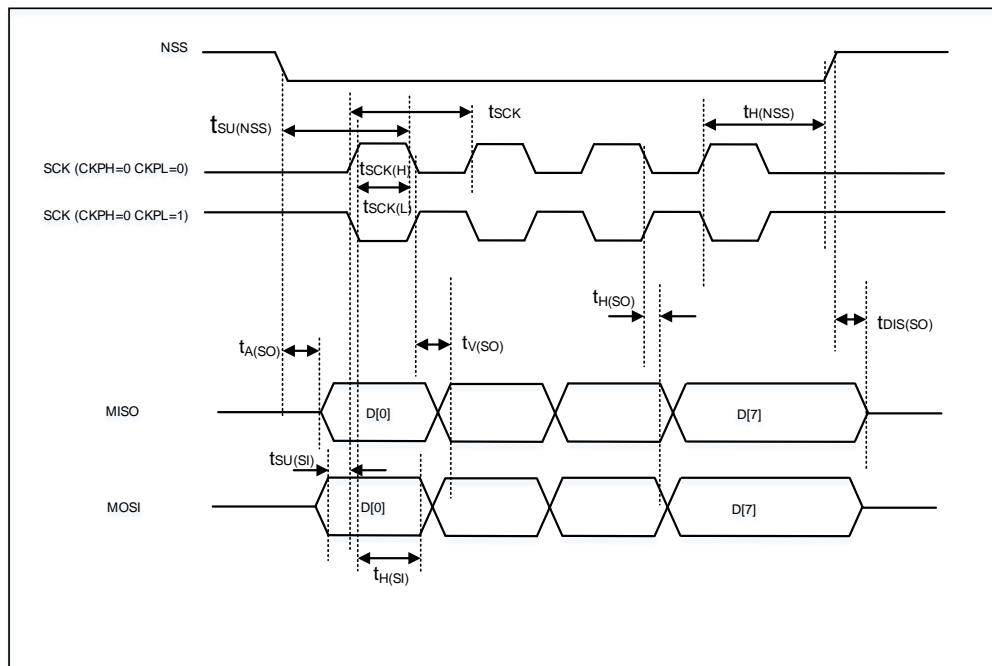 NSS
tSCK
tH(NSS)
tSU(NSS)
SCK (CKPH=0 CKPL=0)
tSCK(H)
tSCK(L)
SCK (CKPH=0 CKPL=1)
tH(SO)
tDIS(SO)
tA(SO)
tV(SO)
MISO
D[0]
D[7]
tSU(SI)
MOSI
D[0]
D[7]
tH(SI)